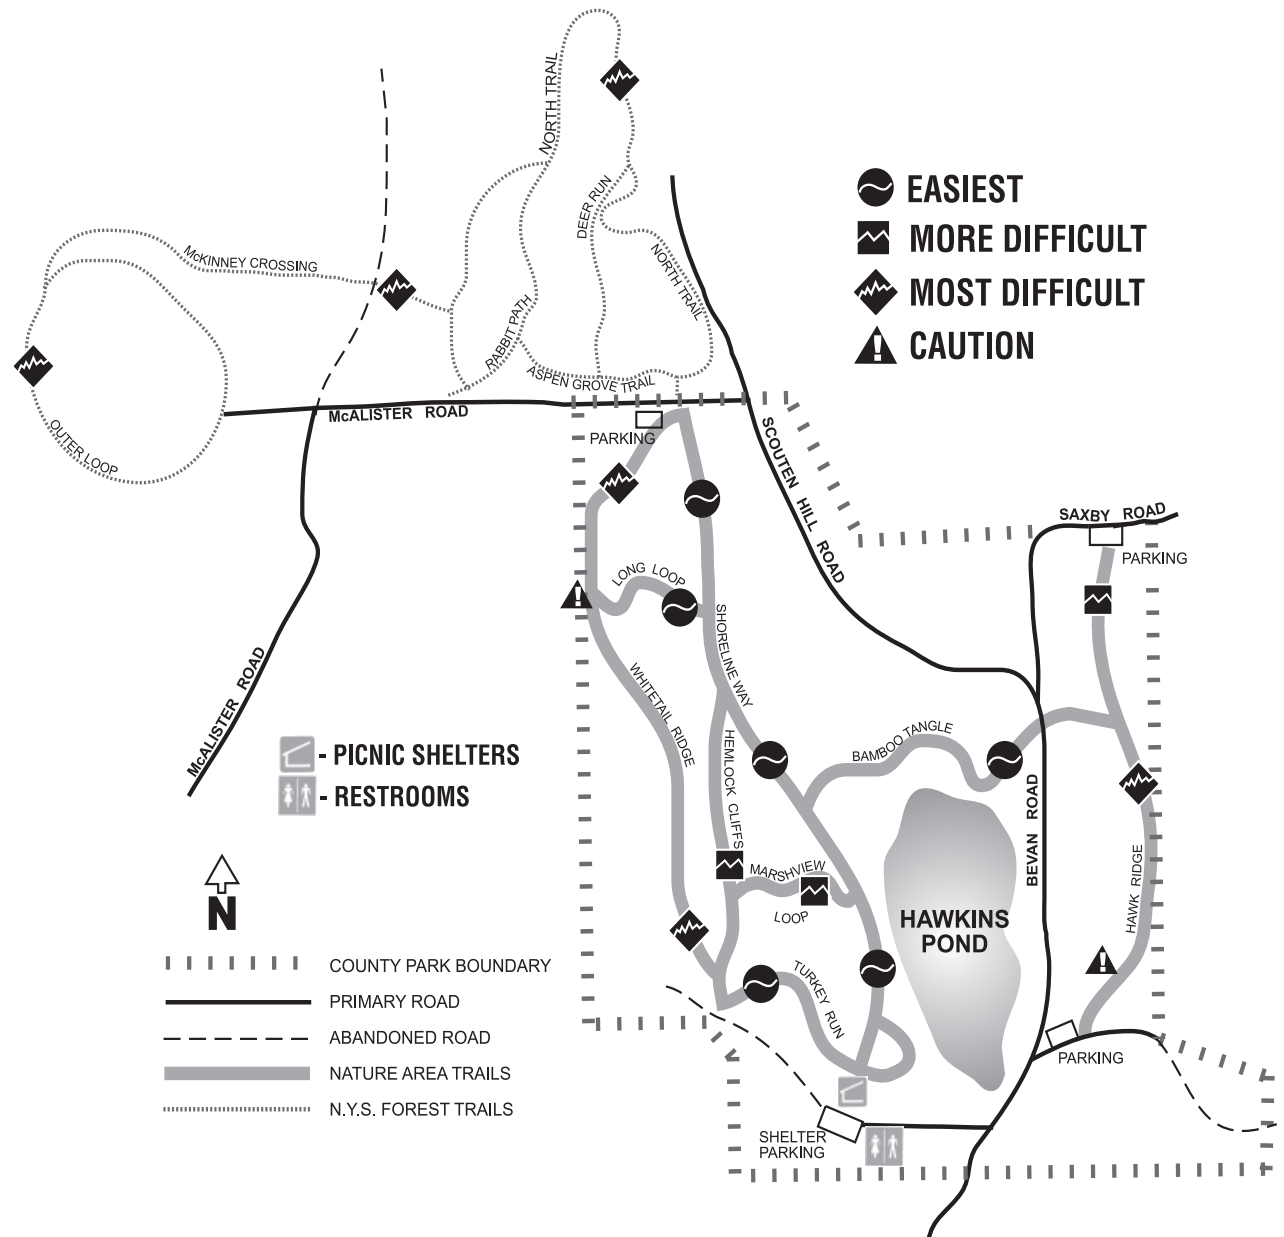 NORTH TRAIL
DEER RUN
EASIEST
MORE DIFFICULT
MOST DIFFICULT
CAUTION
McKINNEY CROSSING
NORTH TRAIL
RABBIT PATH
ASPEN GROVE TRAIL
McALISTER ROAD
OUTER LOOP
PARKING
SCOUTEN HILL ROAD
SAXBY ROAD
PARKING
LONG LOOP
SHORELINE WAY
McALISTER ROAD
WHITETAIL RIDGE
HEMLOCK CLIFFS
BAMBOO TANGLE
BEVAN ROAD
- PICNIC SHELTERS
- RESTROOMS
MARSHVIEW
LOOP
HAWKINS
POND
HAWK RIDGE
N
TURKEY RUN
COUNTY PARK BOUNDARY
PRIMARY ROAD
ABANDONED ROAD
NATURE AREA TRAILS
N.Y.S. FOREST TRAILS
PARKING
SHELTER
PARKING